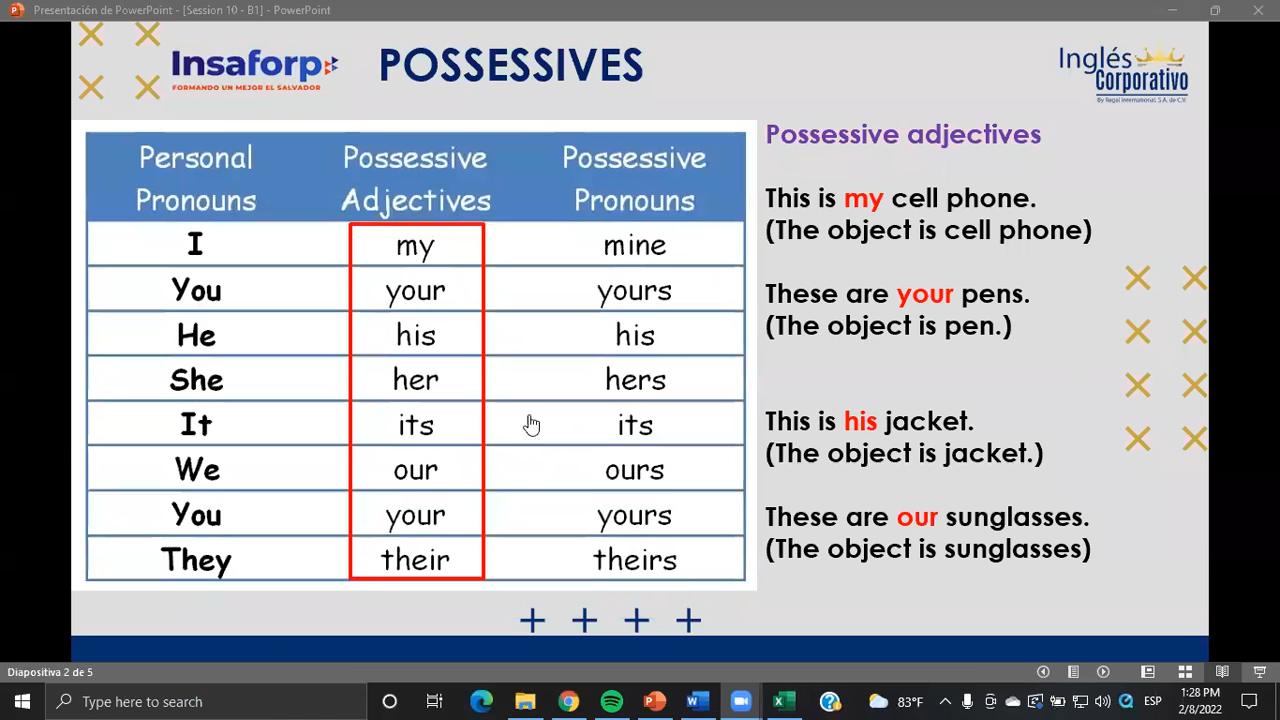 Presentación de PowerPoint - [Session 10 - B1] - PowerPoint
Insaforp
FORMANDO UN MEJOR EL SALVADOR
POSSESSIVES
Inglés
Corporativo
By Regal International, S.A. de C.V.
Personal Possessive Possessive
Pronouns Adjectives Pronouns
I my mine
You your yours
He his his
She her hers
It its its
We our ours
You your yours
They their theirs
Possessive adjectives
This is my cell phone.
(The object is cell phone)
These are your pens.
(The object is pen.)
This is his jacket.
(The object is jacket.)
These are our sunglasses.
(The object is sunglasses)
Diapositiva 2 de 5
Type here to search
83°F
ESP
1:28 PM
2/8/2022